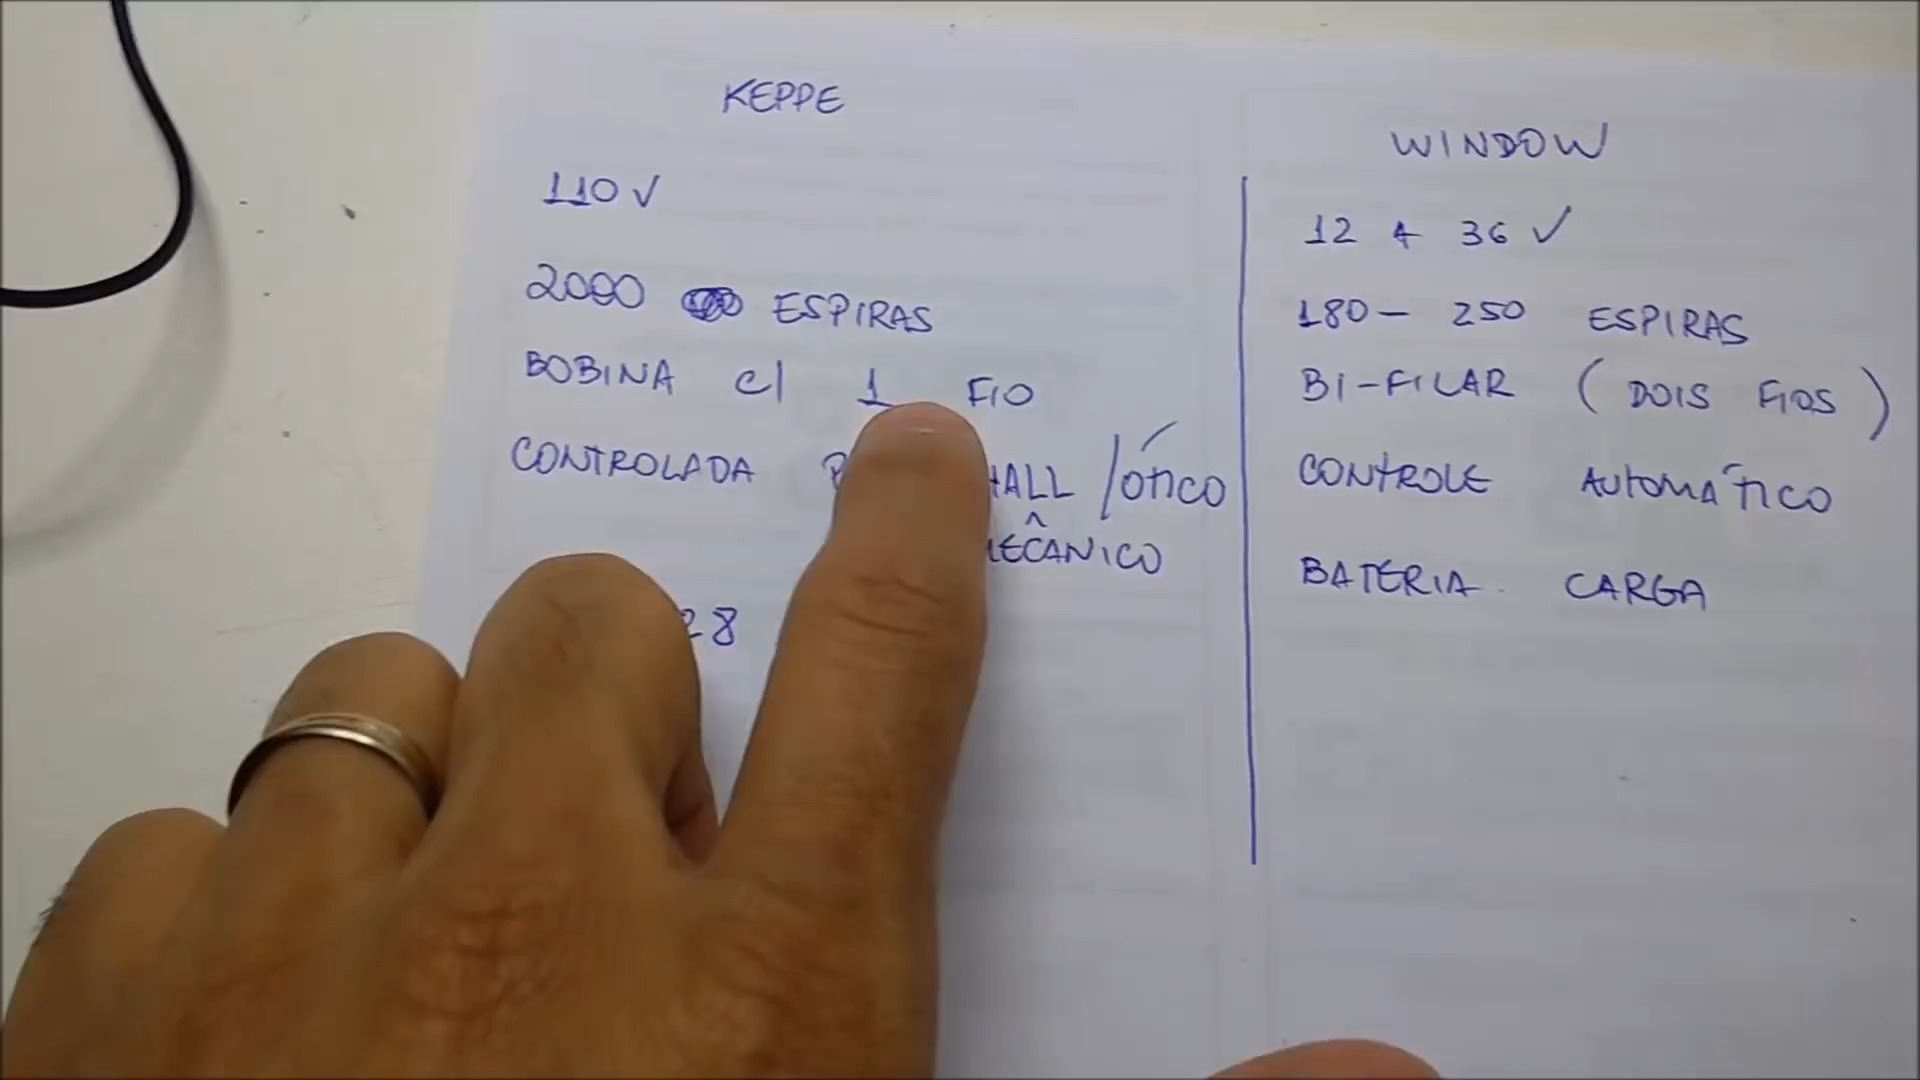 KEPPE
110 V
2000 ESPIRAS
BOBINA c/ 1 FIO
CONTROLADA HALL / ÓTICO
MECÂNICO
28
WINDOW
12 A 36 V
180 - 250 ESPIRAS
BI-FILAR ( DOIS FIOS )
CONTROLE AUTOMÁTICO
BATERIA CARGA